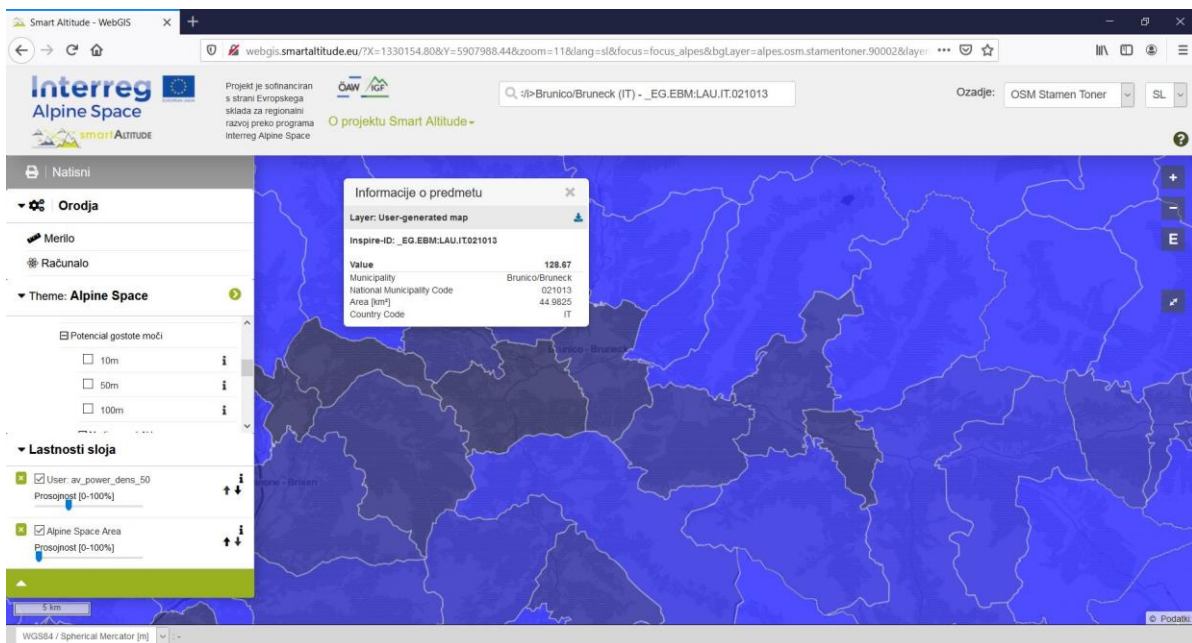 Smart Altitude - WebGIS
webgis.smartaltitude.eu/?X=1330154.80&Y=5907988.44&zoom=11&lang=sl&focus=focus_alpes&bgLayer=alpes.osm.stamentoner.90002&layer
Interreg
Alpine Space
smartALTITUDE
Projekt je sofinanciran
s strani Evropskega
sklada za regionalni
razvoj preko programa
Interreg Alpine Space
ÖAW IGF
O projektu Smart Altitude
:/i>Brunico/Bruneck (IT) - _EG.EBM:LAU.IT.021013
Ozadje: OSM Stamen Toner SL
Natisni
Orodja
Merilo
Računalo
Theme: Alpine Space
Potencial gostote moči
10m
50m
100m
Lastnosti sloja
User: av_power_dens_50
Prosojnost [0-100%]
Alpine Space Area
Prosojnost [0-100%]
Informacije o predmetu
Layer: User-generated map
Inspire-ID: _EG.EBM:LAU.IT.021013
Value 128.67
Municipality Brunico/Bruneck
National Municipality Code 021013
Area [km²] 44.9825
Country Code IT
Brunico - Bruneck
E
5 km
© Podatki
WGS84 / Spherical Mercator [m] : -